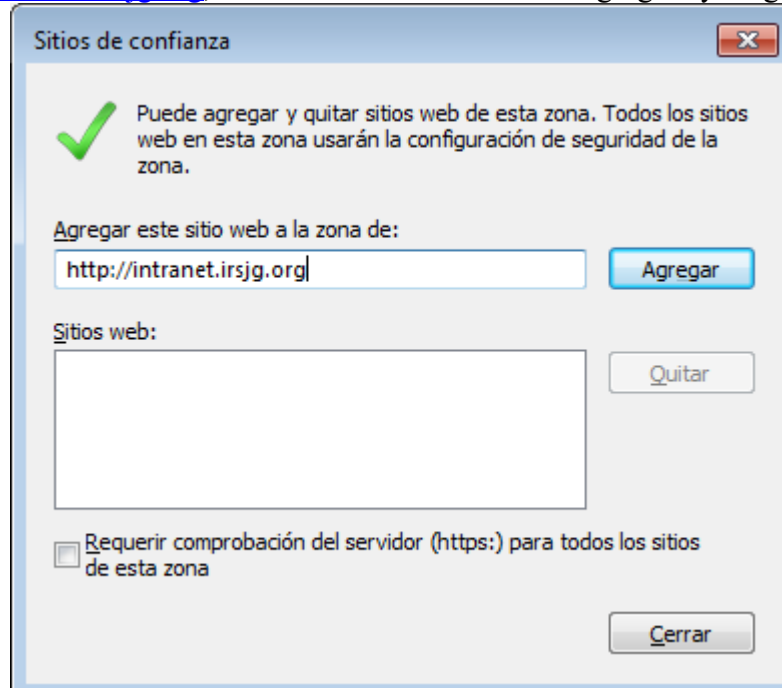 Sitios de confianza
Puede agregar y quitar sitios web de esta zona. Todos los sitios
web en esta zona usarán la configuración de seguridad de la
zona.
Agregar este sitio web a la zona de:
http://intranet.irsjg.org
Agregar
Sitios web:
Quitar
Requerir comprobación del servidor (https:) para todos los sitios
de esta zona
Cerrar